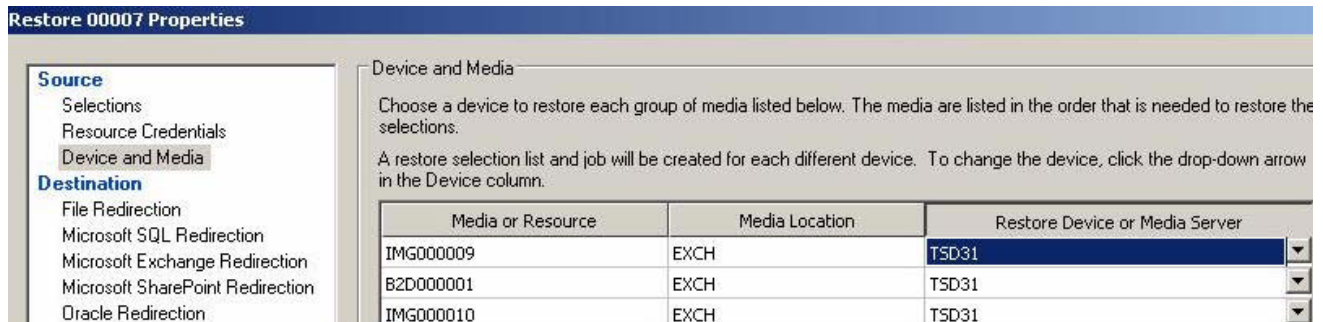 Restore 00007 Properties
Source
Selections
Resource Credentials
Device and Media
Destination
File Redirection
Microsoft SQL Redirection
Microsoft Exchange Redirection
Microsoft SharePoint Redirection
Oracle Redirection
Device and Media
Choose a device to restore each group of media listed below. The media are listed in the order that is needed to restore the
selections.
A restore selection list and job will be created for each different device. To change the device, click the drop-down arrow
in the Device column.
Media or Resource Media Location Restore Device or Media Server
IMG000009 EXCH TSD31
B2D000001 EXCH TSD31
IMG000010 EXCH TSD31